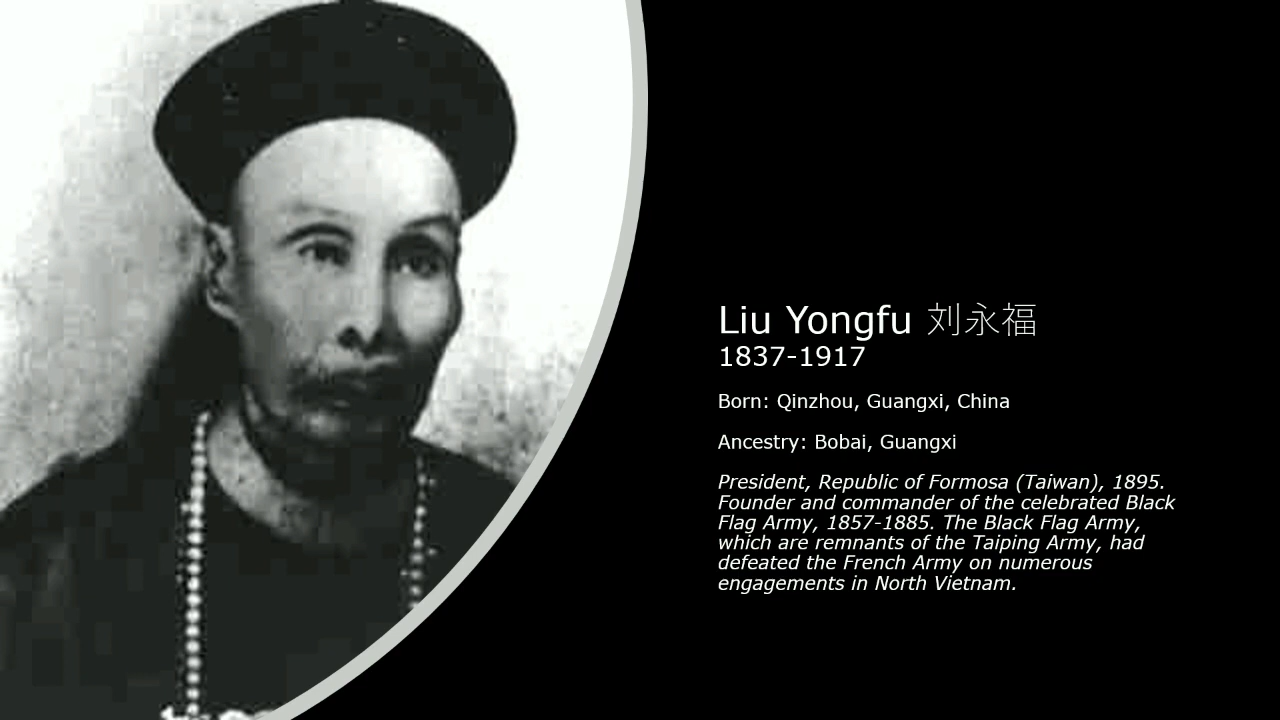 Liu Yongfu 刘永福
1837-1917
Born: Qinzhou, Guangxi, China
Ancestry: Bobai, Guangxi
President, Republic of Formosa (Taiwan), 1895.
Founder and commander of the celebrated Black
Flag Army, 1857-1885. The Black Flag Army,
which are remnants of the Taiping Army, had
defeated the French Army on numerous
engagements in North Vietnam.